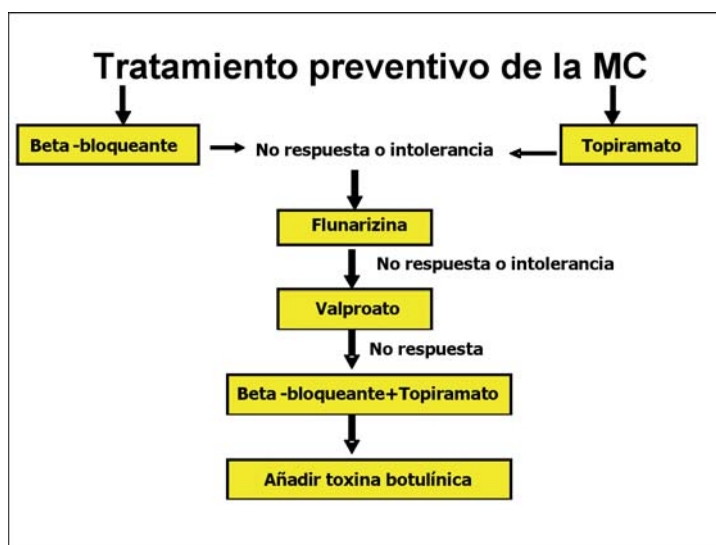 Tratamiento preventivo de la MC
Beta -bloqueante
No respuesta o intolerancia
Topiramato
Flunarizina
No respuesta o intolerancia
Valproato
No respuesta
Beta -bloqueante+Topiramato
Añadir toxina botulínica